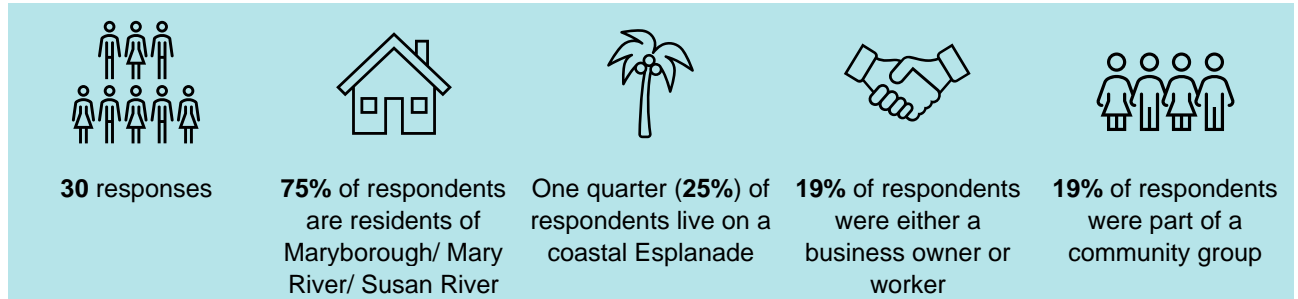 30 responses
75% of respondents
are residents of
Maryborough/ Mary
River/ Susan River
One quarter (25%) of
respondents live on a
coastal Esplanade
19% of respondents
were either a
business owner or
worker
19% of respondents
were part of a
community group